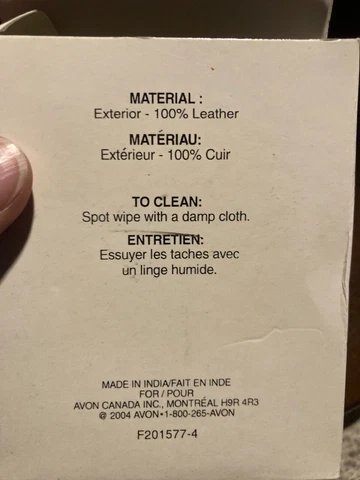 MATERIAL :
Exterior - 100% Leather
MATÉRIAU:
Extérieur - 100% Cuir
TO CLEAN:
Spot wipe with a damp cloth.
ENTRETIEN:
Essuyer les taches avec
un linge humide.
MADE IN INDIA/FAIT EN INDE
FOR / POUR
AVON CANADA INC., MONTRÉAL H9R 4R3
@ 2004 AVON•1-800-265-AVON
F201577-4